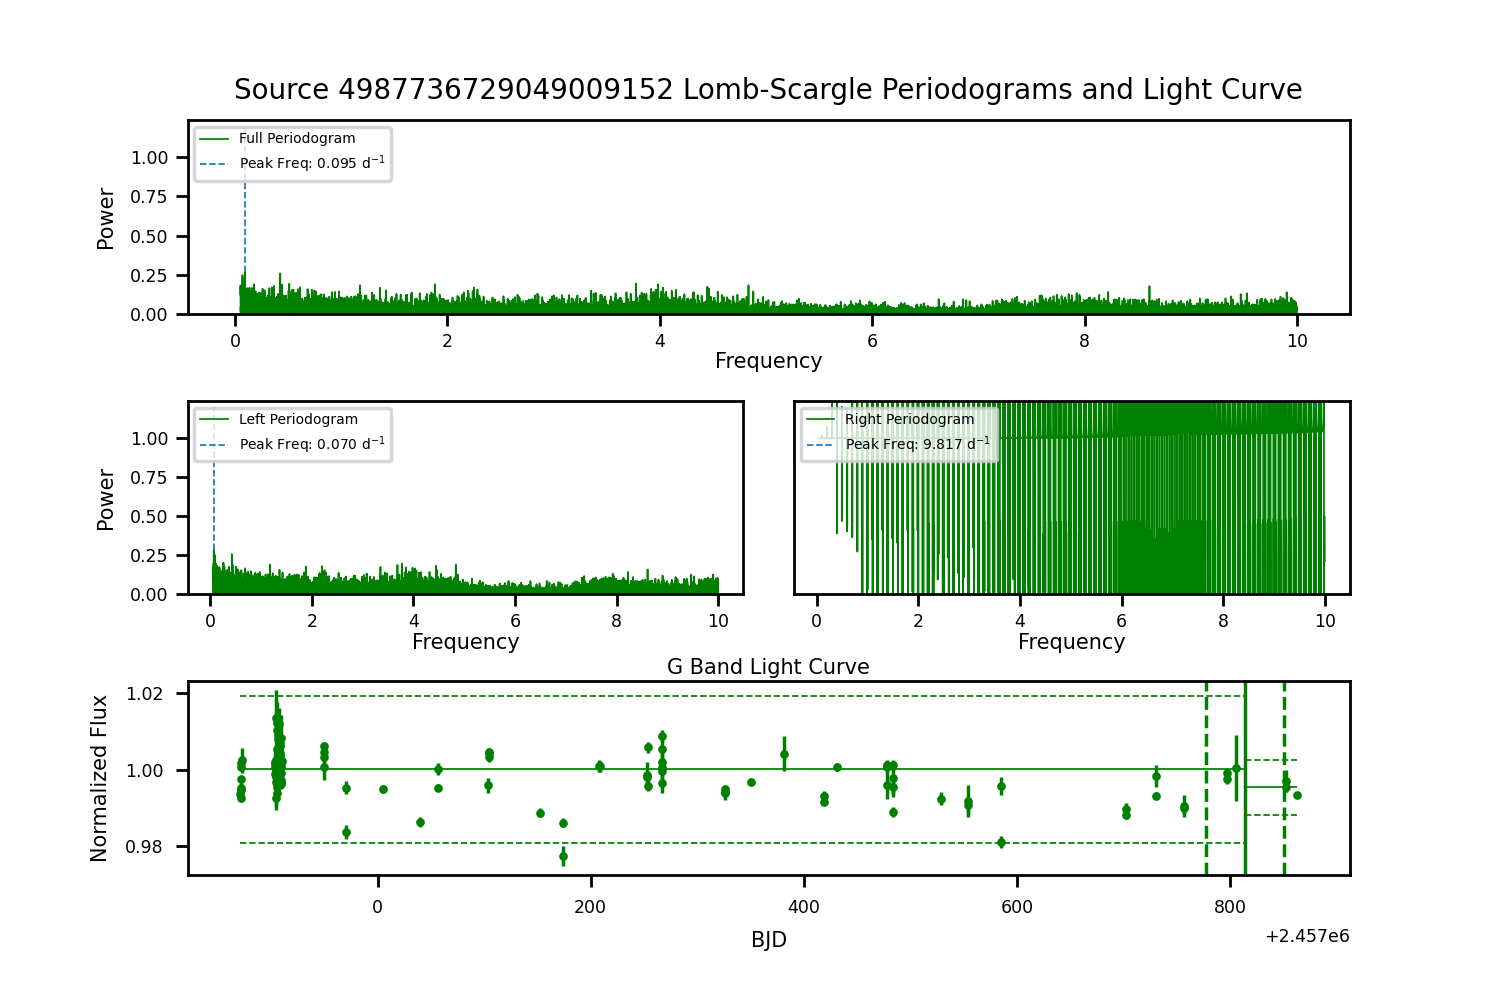 Source 4987736729049009152 Lomb-Scargle Periodograms and Light Curve
Full Periodogram
Peak Freq: 0.095 d⁻¹
1.00
0.75
0.50
0.25
0.00
Power
0 2 4 6 8 10
Frequency
Left Periodogram
Peak Freq: 0.070 d⁻¹
1.00
0.75
0.50
0.25
0.00
Power
0 2 4 6 8 10
Frequency
Right Periodogram
Peak Freq: 9.817 d⁻¹
0 2 4 6 8 10
Frequency
G Band Light Curve
1.02
1.00
0.98
Normalized Flux
0 200 400 600 800
BJD
+2.457e6